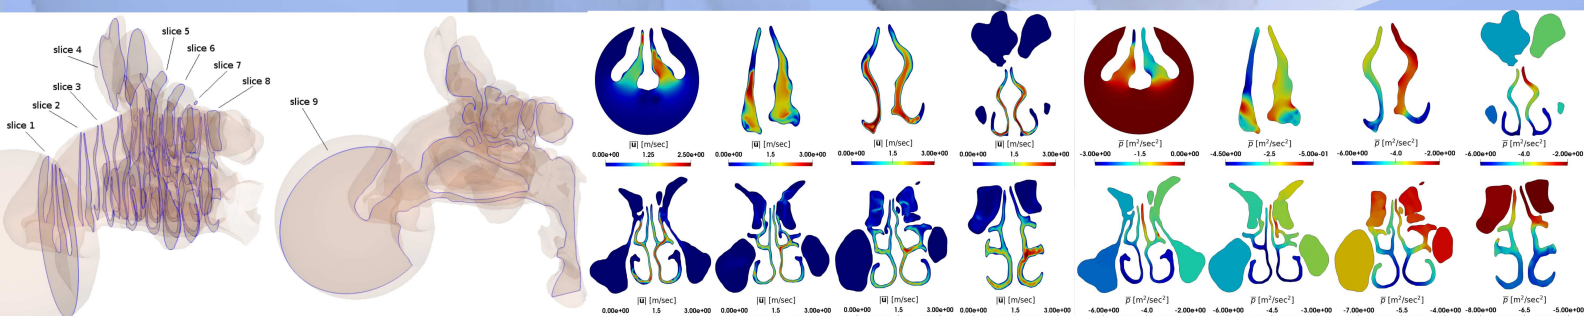 slice 1
slice 2
slice 3
slice 4
slice 5
slice 6
slice 7
slice 8
slice 9
|u| [m/sec]
0.00e+00 1.25 2.50e+00
|u| [m/sec]
1.5 3.00e+00
|u| [m/sec]
0.00e+00 1.5 3.00e+00
|u| [m/sec]
0.00e+00 1.5 3.00e+00
p̅ [m²/sec²]
-3.00e+00 -1.5 0.00e+00
p̅ [m²/sec²]
-4.50e+00 -2.5 -5.00e-01
p̅ [m²/sec²]
-6.00e+00 -4.0 -2.00e+00
p̅ [m²/sec²]
-6.00e+00 -4.0 -2.00e+00
|u| [m/sec]
0.00e+00 1.5 3.00e+00
|u| [m/sec]
0.00e+00 1.5 3.00e+00
|u| [m/sec]
0.00e+00 1.5 3.00e+00
|u| [m/sec]
0.00e+00 1.5 3.00e+00
p̅ [m²/sec²]
-6.00e+00 -4.0 -2.00e+00
p̅ [m²/sec²]
-6.00e+00 -4.5 -3.00e+00
p̅ [m²/sec²]
-7.00e+00 -5.5 -4.00e+00
p̅ [m²/sec²]
-8.00e+00 -6.5 -5.00e+00